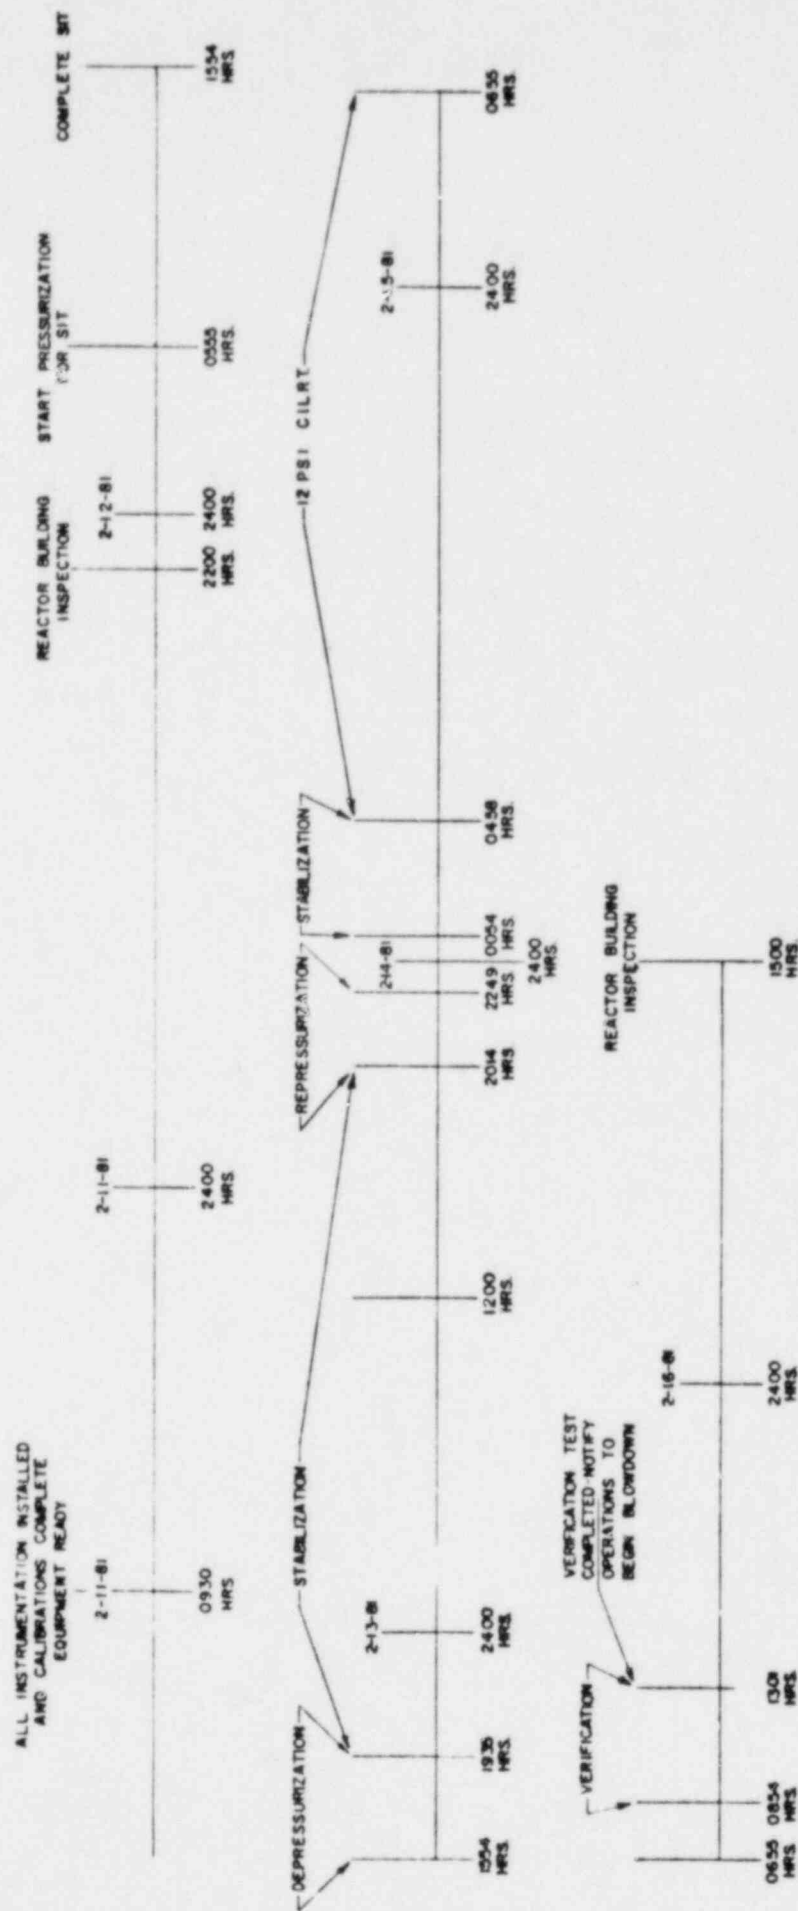 ALL INSTRUMENTATION INSTALLED
AND CALIBRATIONS COMPLETE
EQUIPMENT READY
2-11-81
0930
HRS
2-11-81
2400
HRS.
REACTOR BUILDING
INSPECTION
2200
HRS.
2-12-81
2400
HRS.
START PRESSURIZATION
FOR SIT
0555
HRS.
COMPLETE SIT
1554
HRS.
DEPRESSURIZATION
1554
HRS.
1935
HRS.
STABILIZATION
2-13-81
2400
HRS.
1200
HRS.
REPRESSURIZATION
2014
HRS
2249
HRS.
2-14-81
2400
HRS.
STABILIZATION
0054
HRS.
0458
HRS.
12 PSI CILRT
2-15-81
2400
HRS.
0655
HRS.
0655
HRS.
VERIFICATION
0854
HRS.
VERIFICATION TEST
COMPLETED-NOTIFY
OPERATIONS TO
BEGIN BLOWDOWN
1301
HRS.
2-16-81
2400
HRS.
REACTOR BUILDING
INSPECTION
1500
HRS.